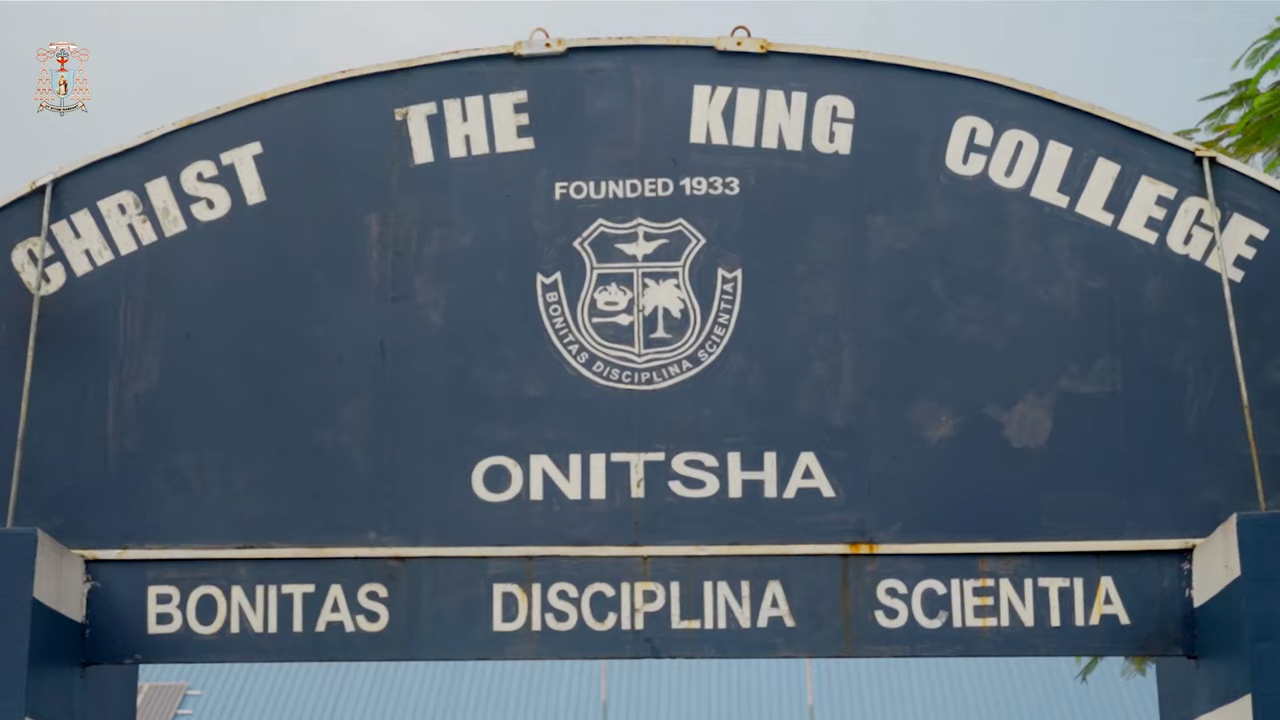 CHRIST THE KING COLLEGE
FOUNDED 1933
BONITAS DISCIPLINA SCIENTIA
ONITSHA
BONITAS DISCIPLINA SCIENTIA